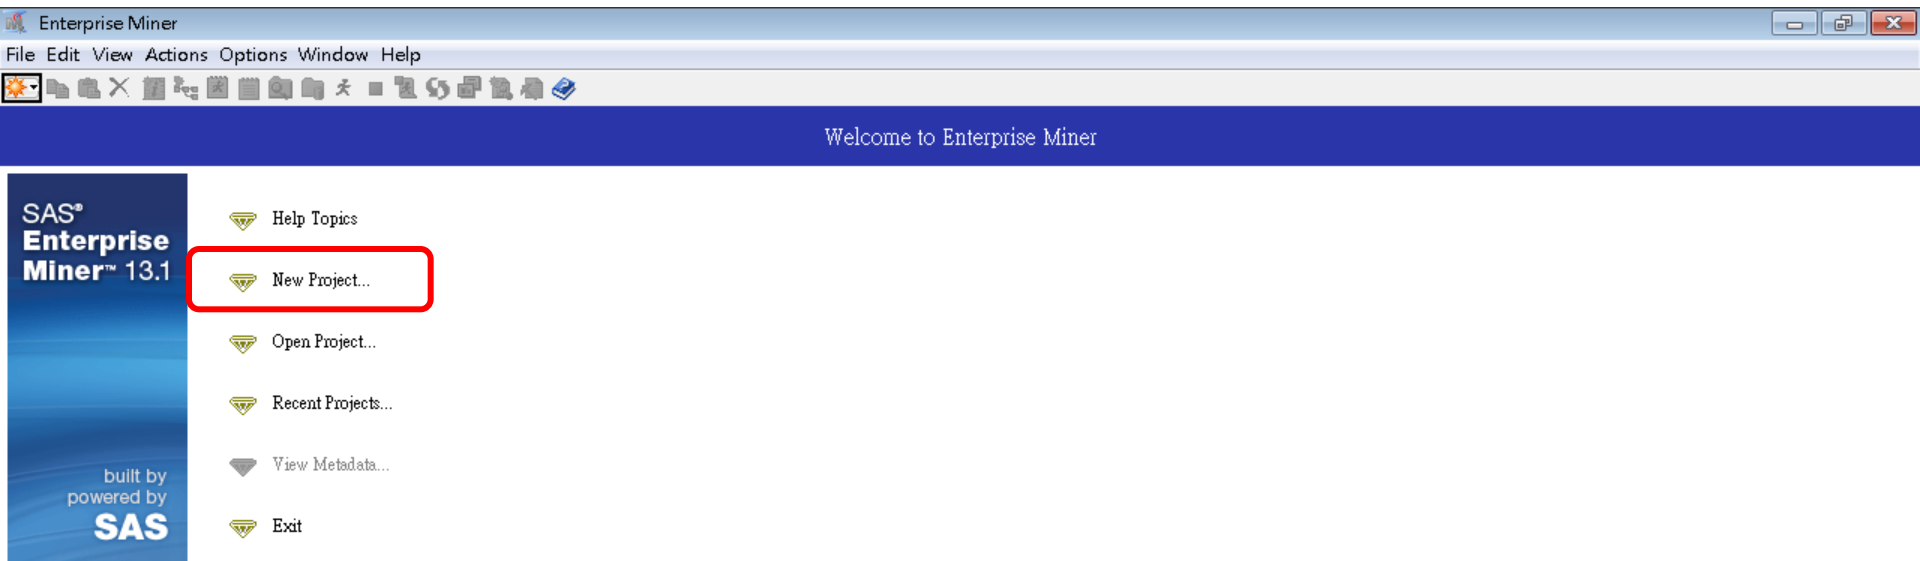 Enterprise Miner
File Edit View Actions Options Window Help
Welcome to Enterprise Miner
SAS®
Enterprise
Miner™ 13.1
Help Topics
New Project...
Open Project...
Recent Projects...
View Metadata...
Exit
built by
powered by
SAS